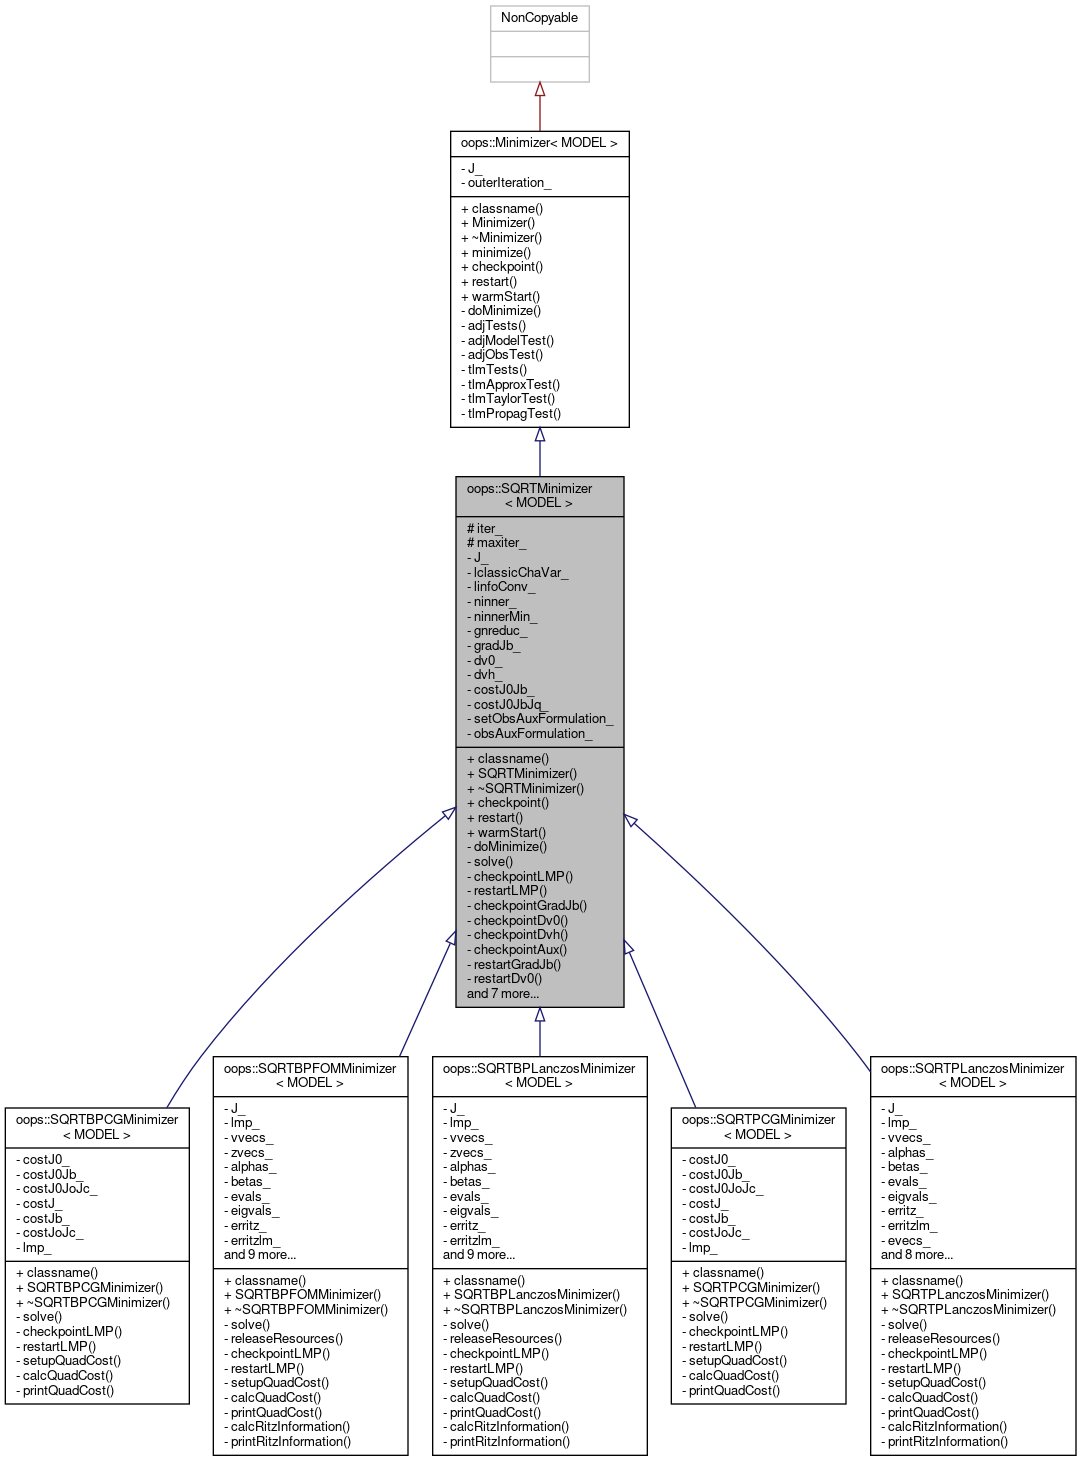 NonCopyable
oops::Minimizer< MODEL >
- J_
- outerIteration_
+ classname()
+ Minimizer()
+ ~Minimizer()
+ minimize()
+ checkpoint()
+ restart()
+ warmStart()
- doMinimize()
- adjTests()
- adjModelTest()
- adjObsTest()
- tlmTests()
- tlmApproxTest()
- tlmTaylorTest()
- tlmPropagTest()
oops::SQRTMinimizer
< MODEL >
# iter_
# maxiter_
- J_
- lclassicChaVar_
- linfoConv_
- ninner_
- ninnerMin_
- gnreduc_
- gradJb_
- dv0_
- dvh_
- costJ0Jb_
- costJ0JbJq_
- setObsAuxFormulation_
- obsAuxFormulation_
+ classname()
+ SQRTMinimizer()
+ ~SQRTMinimizer()
+ checkpoint()
+ restart()
+ warmStart()
- doMinimize()
- solve()
- checkpointLMP()
- restartLMP()
- checkpointGradJb()
- checkpointDv0()
- checkpointDvh()
- checkpointAux()
- restartGradJb()
- restartDv0()
and 7 more...
oops::SQRTBPCGMinimizer
< MODEL >
- costJ0_
- costJ0Jb_
- costJ0JoJc_
- costJ_
- costJb_
- costJoJc_
- lmp_
+ classname()
+ SQRTBPCGMinimizer()
+ ~SQRTBPCGMinimizer()
- solve()
- checkpointLMP()
- restartLMP()
- setupQuadCost()
- calcQuadCost()
- printQuadCost()
oops::SQRTBPFOMMinimizer
< MODEL >
- J_
- lmp_
- vvecs_
- zvecs_
- alphas_
- betas_
- evals_
- eigvals_
- erritz_
- erritzlm_
and 9 more...
+ classname()
+ SQRTBPFOMMinimizer()
+ ~SQRTBPFOMMinimizer()
- solve()
- releaseResources()
- checkpointLMP()
- restartLMP()
- setupQuadCost()
- calcQuadCost()
- printQuadCost()
- calcRitzInformation()
- printRitzInformation()
oops::SQRTBPLanczosMinimizer
< MODEL >
- J_
- lmp_
- vvecs_
- zvecs_
- alphas_
- betas_
- evals_
- eigvals_
- erritz_
- erritzlm_
and 9 more...
+ classname()
+ SQRTBPLanczosMinimizer()
+ ~SQRTBPLanczosMinimizer()
- solve()
- releaseResources()
- checkpointLMP()
- restartLMP()
- setupQuadCost()
- calcQuadCost()
- printQuadCost()
- calcRitzInformation()
- printRitzInformation()
oops::SQRTPCGMinimizer
< MODEL >
- costJ0_
- costJ0Jb_
- costJ0JoJc_
- costJ_
- costJb_
- costJoJc_
- lmp_
+ classname()
+ SQRTPCGMinimizer()
+ ~SQRTPCGMinimizer()
- solve()
- checkpointLMP()
- restartLMP()
- setupQuadCost()
- calcQuadCost()
- printQuadCost()
oops::SQRTPLanczosMinimizer
< MODEL >
- J_
- lmp_
- vvecs_
- alphas_
- betas_
- evals_
- eigvals_
- erritz_
- erritzlm_
- evecs_
and 8 more...
+ classname()
+ SQRTPLanczosMinimizer()
+ ~SQRTPLanczosMinimizer()
- solve()
- releaseResources()
- checkpointLMP()
- restartLMP()
- setupQuadCost()
- calcQuadCost()
- printQuadCost()
- calcRitzInformation()
- printRitzInformation()